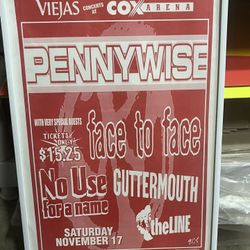 VIEJAS CONCERTS AT COX ARENA
PENNYWISE
WITH VERY SPECIAL GUESTS
face to face
TICKETS ONLY
$15.25
No Use
for a name
GUTTERMOUTH
the LINE
SATURDAY
NOVEMBER 17